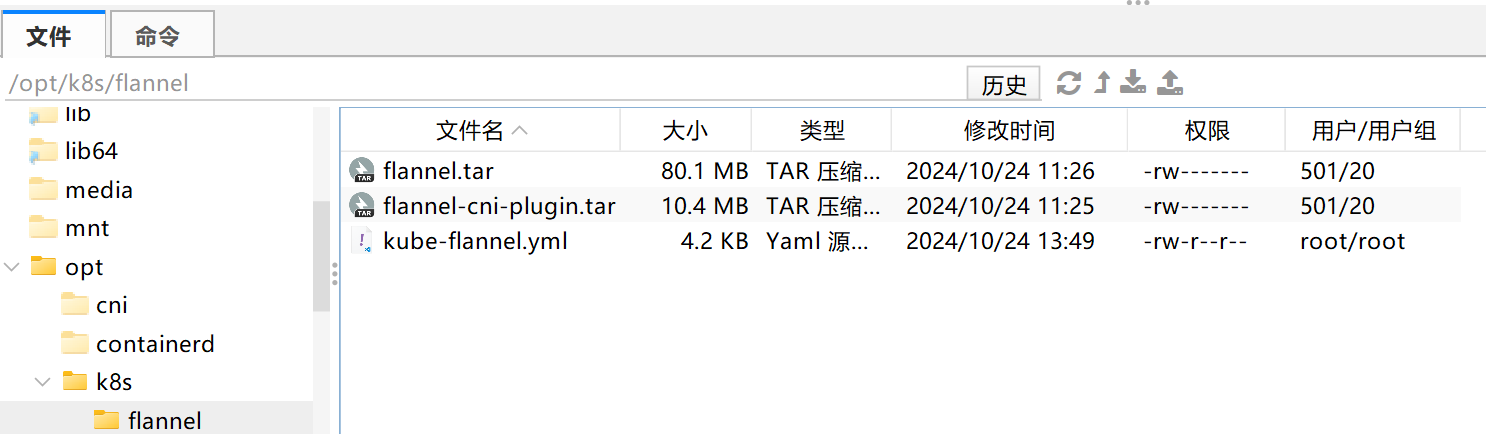 文件 命令
/opt/k8s/flannel 历史
lib
lib64
media
mnt
opt
cni
containerd
k8s
flannel
文件名 大小 类型 修改时间 权限 用户/用户组
flannel.tar 80.1 MB TAR 压缩... 2024/10/24 11:26 -rw------- 501/20
flannel-cni-plugin.tar 10.4 MB TAR 压缩... 2024/10/24 11:25 -rw------- 501/20
kube-flannel.yml 4.2 KB Yaml 源... 2024/10/24 13:49 -rw-r--r-- root/root